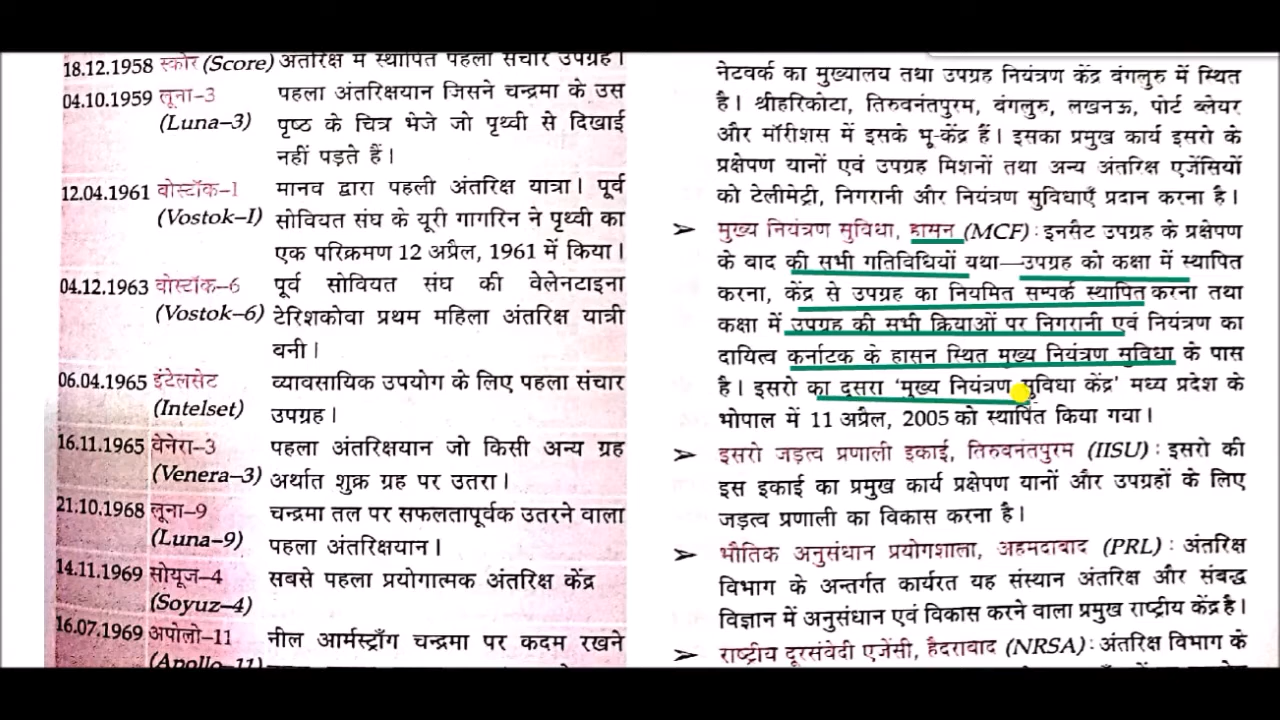 18.12.1958 स्कोर (Score) अंतरिक्ष में स्थापित पहला संचार उपग्रह।
04.10.1959 लूना–3 पहला अंतरिक्षयान जिसने चन्द्रमा के उस
(Luna–3) पृष्ठ के चित्र भेजे जो पृथ्वी से दिखाई
नहीं पड़ते हैं।
12.04.1961 वोस्टॉक–I मानव द्वारा पहली अंतरिक्ष यात्रा। पूर्व
(Vostok–I) सोवियत संघ के यूरी गागरिन ने पृथ्वी का
एक परिक्रमण 12 अप्रैल, 1961 में किया।
04.12.1963 वोस्टॉक–6 पूर्व सोवियत संघ की वेलेनटाइना
(Vostok–6) टेरिशकोवा प्रथम महिला अंतरिक्ष यात्री
बनी।
06.04.1965 इंटेलसेट व्यावसायिक उपयोग के लिए पहला संचार
(Intelset) उपग्रह।
16.11.1965 वेनेरा–3 पहला अंतरिक्षयान जो किसी अन्य ग्रह
(Venera–3) अर्थात शुक्र ग्रह पर उतरा।
21.10.1968 लूना–9 चन्द्रमा तल पर सफलतापूर्वक उतरने वाला
(Luna–9) पहला अंतरिक्षयान।
14.11.1969 सोयूज–4 सबसे पहला प्रयोगात्मक अंतरिक्ष केंद्र
(Soyuz–4)
16.07.1969 अपोलो–11 नील आर्मस्ट्रॉंग चन्द्रमा पर कदम रखने
(Apollo–11)
नेटवर्क का मुख्यालय तथा उपग्रह नियंत्रण केंद्र बंगलुरु में स्थित
है। श्रीहरिकोटा, तिरुवनंतपुरम, बंगलुरु, लखनऊ, पोर्ट ब्लेयर
और मॉरीशस में इसके भू-केंद्र हैं। इसका प्रमुख कार्य इसरो के
प्रक्षेपण यानों एवं उपग्रह मिशनों तथा अन्य अंतरिक्ष एजेंसियों
को टेलीमेट्री, निगरानी और नियंत्रण सुविधाएँ प्रदान करना है।
➤ मुख्य नियंत्रण सुविधा, हासन (MCF) : इनसैट उपग्रह के प्रक्षेपण
के बाद की सभी गतिविधियों यथा—उपग्रह को कक्षा में स्थापित
करना, केंद्र से उपग्रह का नियमित सम्पर्क स्थापित करना तथा
कक्षा में उपग्रह की सभी क्रियाओं पर निगरानी एवं नियंत्रण का
दायित्व कर्नाटक के हासन स्थित मुख्य नियंत्रण सुविधा के पास
है। इसरो का दूसरा 'मुख्य नियंत्रण सुविधा केंद्र' मध्य प्रदेश के
भोपाल में 11 अप्रैल, 2005 को स्थापित किया गया।
➤ इसरो जड़त्व प्रणाली इकाई, तिरुवनंतपुरम (IISU) : इसरो की
इस इकाई का प्रमुख कार्य प्रक्षेपण यानों और उपग्रहों के लिए
जड़त्व प्रणाली का विकास करना है।
➤ भौतिक अनुसंधान प्रयोगशाला, अहमदाबाद (PRL) : अंतरिक्ष
विभाग के अन्तर्गत कार्यरत यह संस्थान अंतरिक्ष और संबद्ध
विज्ञान में अनुसंधान एवं विकास करने वाला प्रमुख राष्ट्रीय केंद्र है।
➤ राष्ट्रीय दूरसंवेदी एजेंसी, हैदराबाद (NRSA) : अंतरिक्ष विभाग के